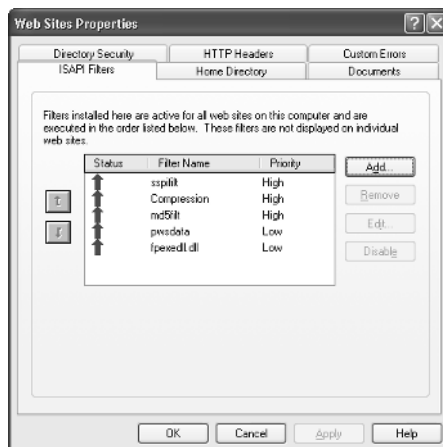 Web Sites Properties
Directory Security HTTP Headers Custom Errors
ISAPI Filters Home Directory Documents
Filters installed here are active for all web sites on this computer and are
executed in the order listed below. These filters are not displayed on individual
web sites.
Status Filter Name Priority
sspifilt High
Compression High
md5filt High
pwsdata Low
fpexedll.dll Low
Add...
Remove
Edit...
Disable
OK Cancel Apply Help